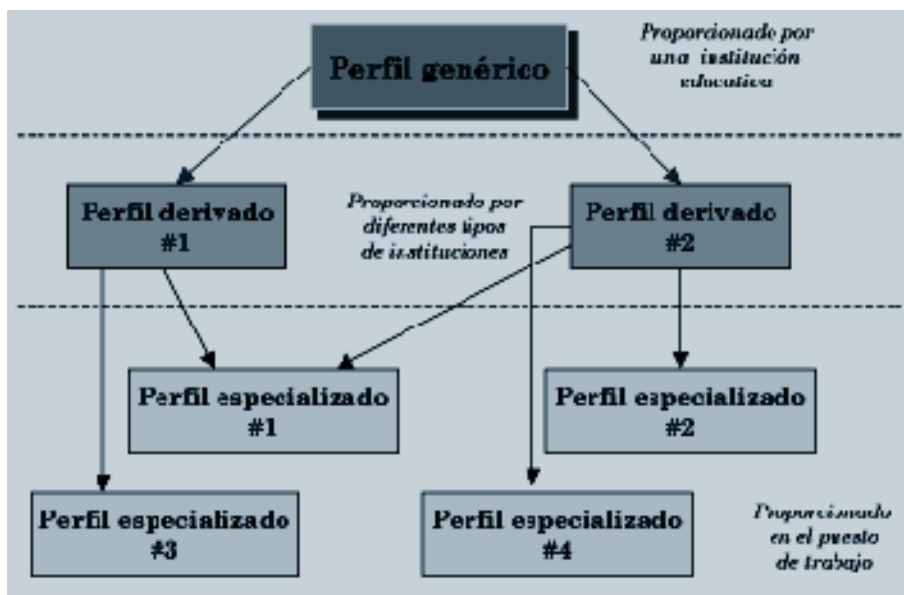 Perfil genérico
Proporcionado por
una institución
educativa
Perfil derivado
#1
Proporcionado por
diferentes tipos
de instituciones
Perfil derivado
#2
Perfil especializado
#1
Perfil especializado
#2
Perfil especializado
#3
Perfil especializado
#4
Proporcionado
en el puesto
de trabajo